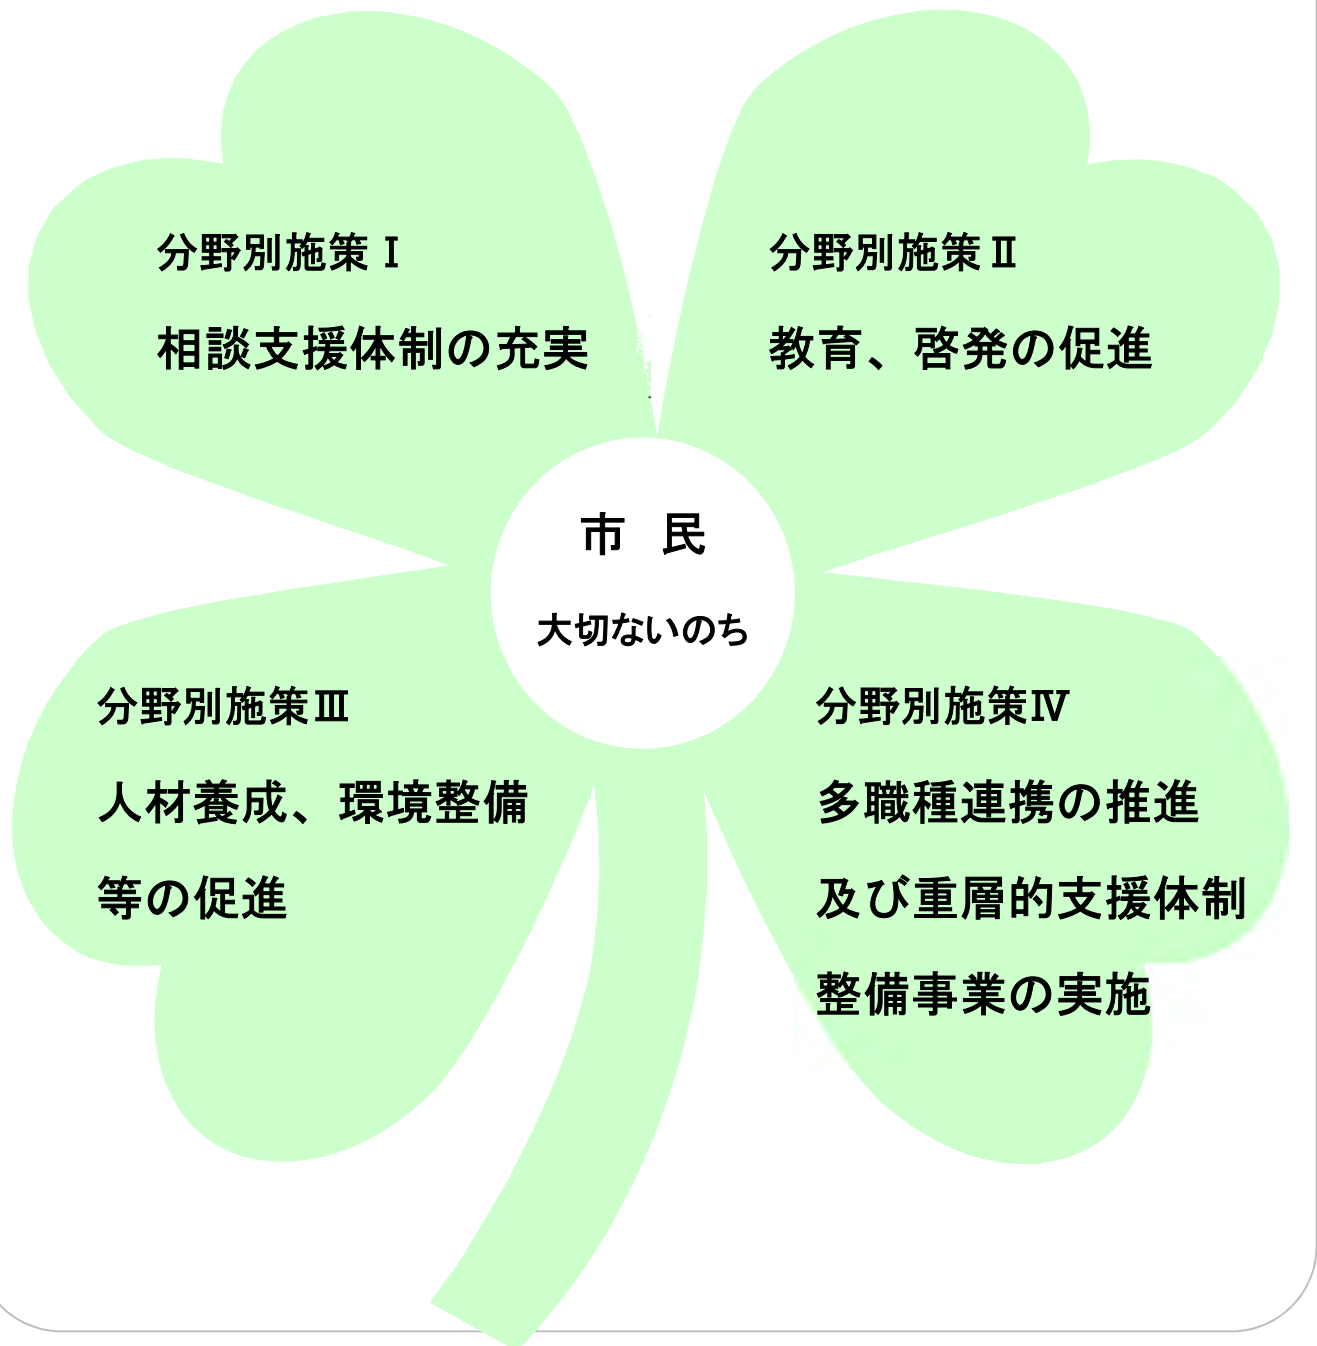 分野別施策Ⅰ
相談支援体制の充実
分野別施策Ⅱ
教育、啓発の促進
市 民
大切ないのち
分野別施策Ⅲ
人材養成、環境整備
等の促進
分野別施策Ⅳ
多職種連携の推進
及び重層的支援体制
整備事業の実施